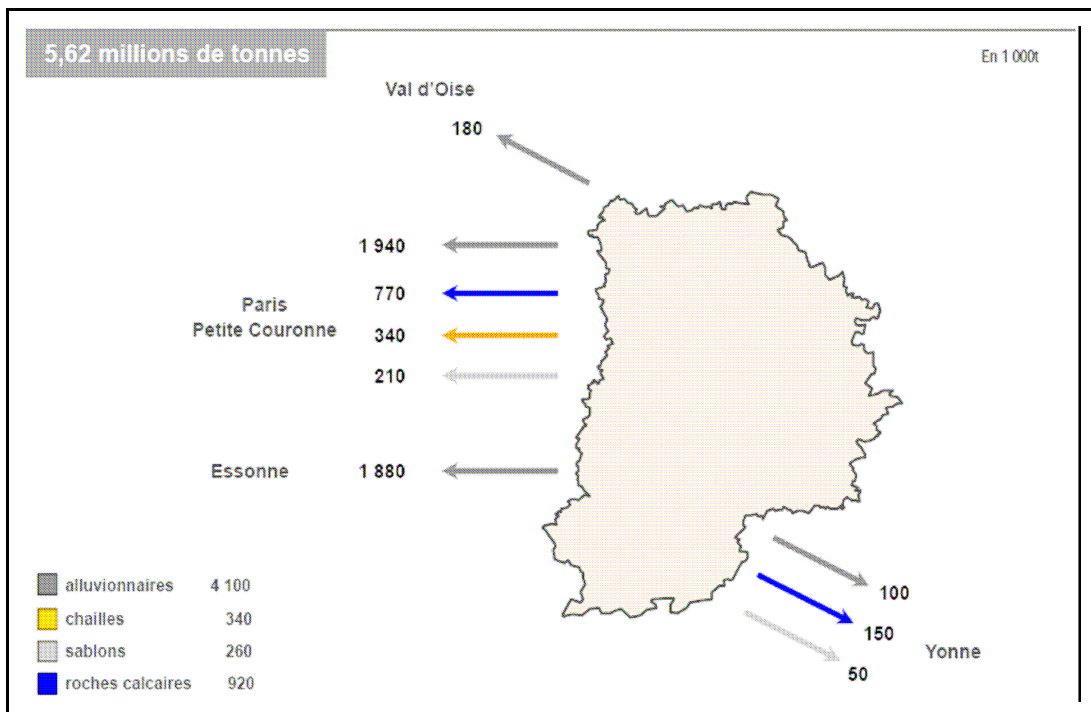 5,62 millions de tonnes
En 1 000t
Val d'Oise
180
1 940
770
Paris
Petite Couronne
340
210
Essonne
1 880
alluvionnaires 4 100
chailles 340
sablons 260
roches calcaires 920
100
150
Yonne
50